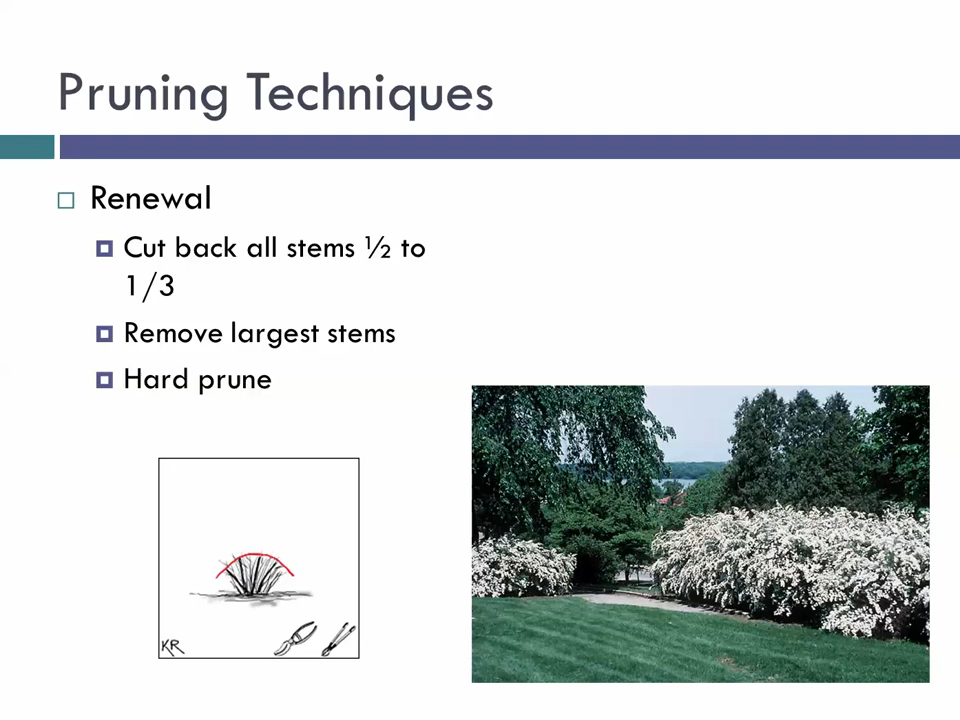 Pruning Techniques
Renewal
Cut back all stems ½ to
1/3
Remove largest stems
Hard prune
KR